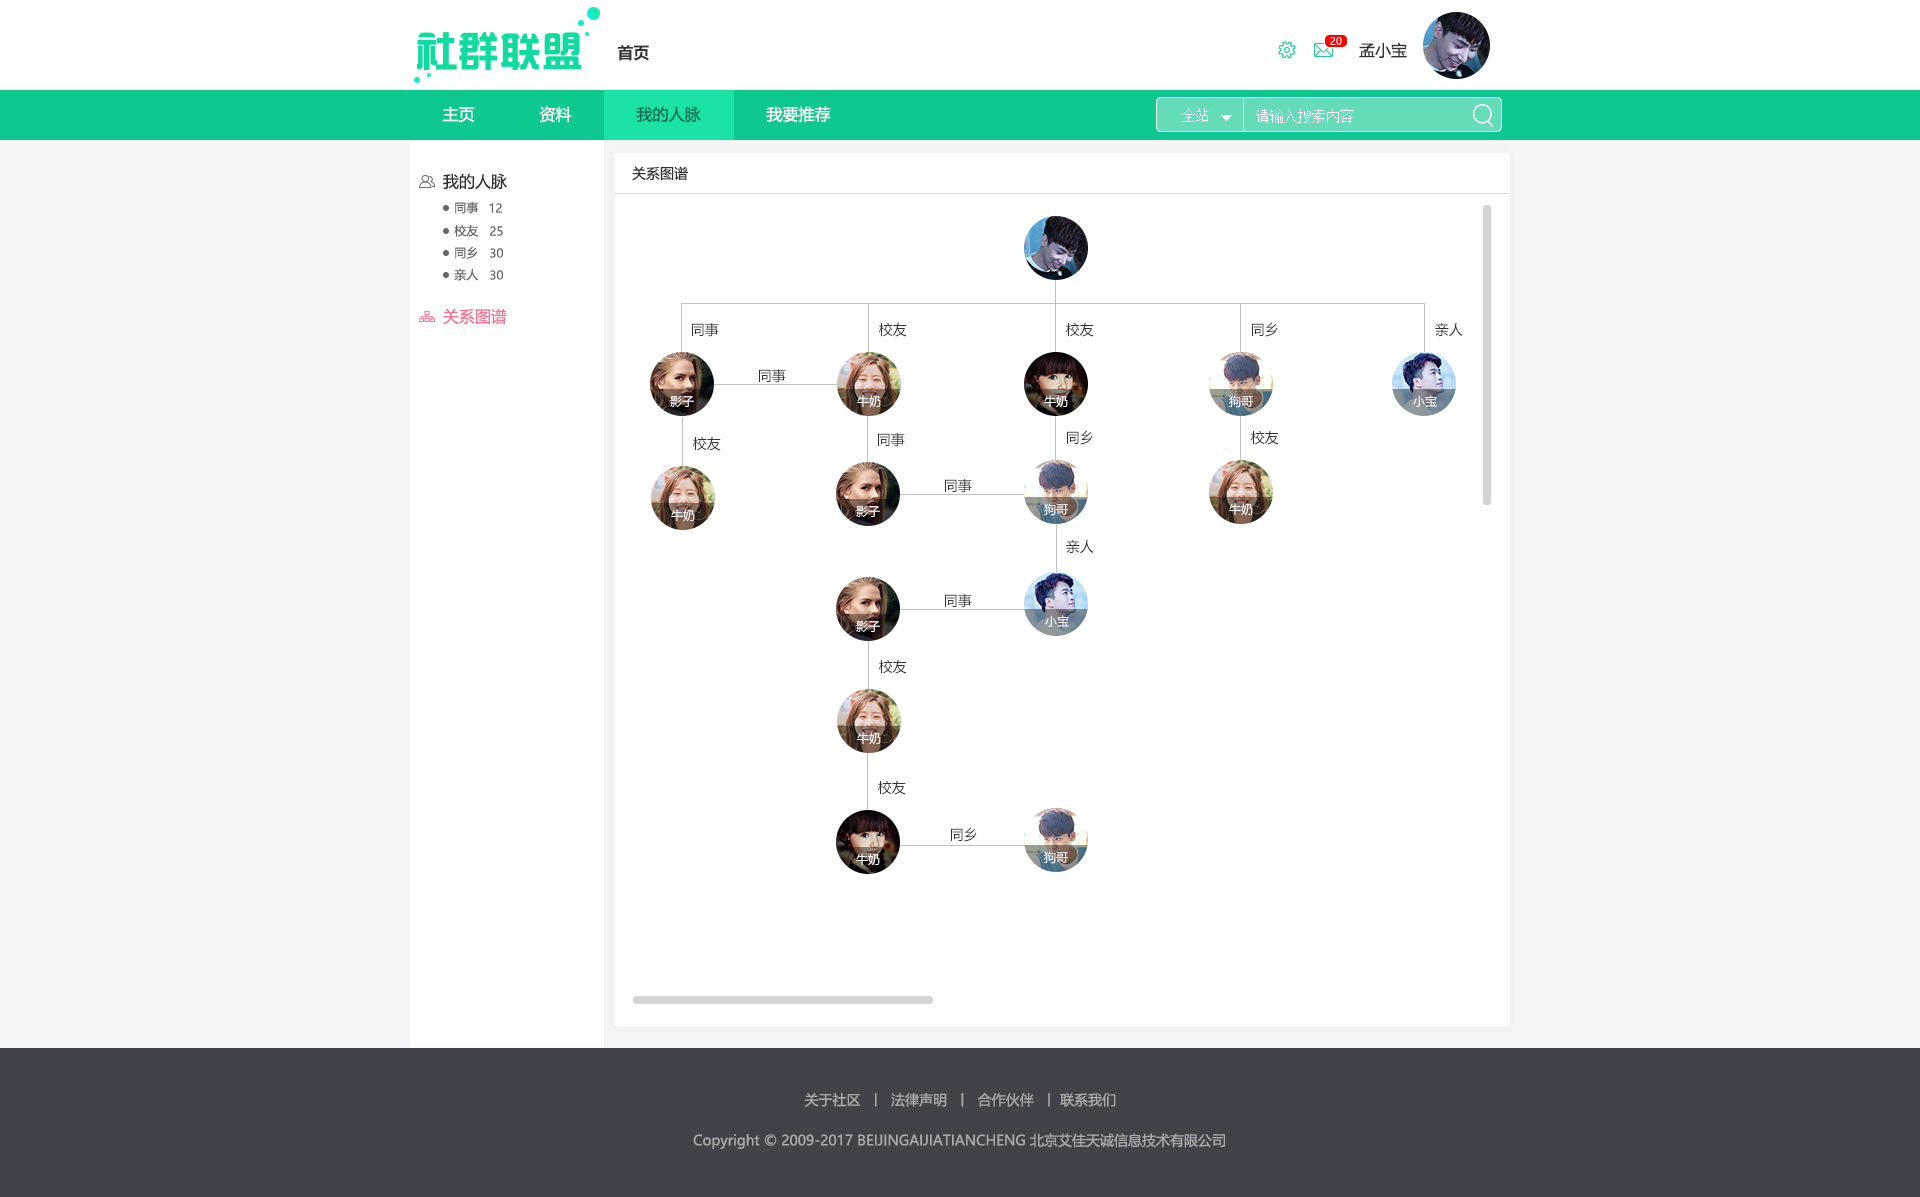 社群联盟 首页 20 孟小宝
主页 资料 我的人脉 我要推荐 全站 请输入搜索内容
我的人脉
同事 12
校友 25
同乡 30
亲人 30
关系图谱
关系图谱
同事 校友 校友 同乡 亲人
同事
影子 牛奶 牛奶 狗哥 小宝
校友 同事 同乡 校友
同事
牛奶 影子 狗哥 牛奶
亲人
同事
影子 小宝
校友
牛奶
校友
同乡
牛奶 狗哥
关于社区 | 法律声明 | 合作伙伴 | 联系我们
Copyright © 2009-2017 BEIJINGAIJIATIANCHENG 北京艾佳天诚信息技术有限公司